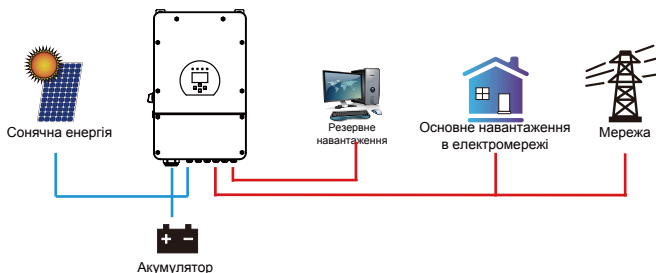 Сонячна енергія
Резервне
навантаження
Основне навантаження
в електромережі
Мережа
Акумулятор